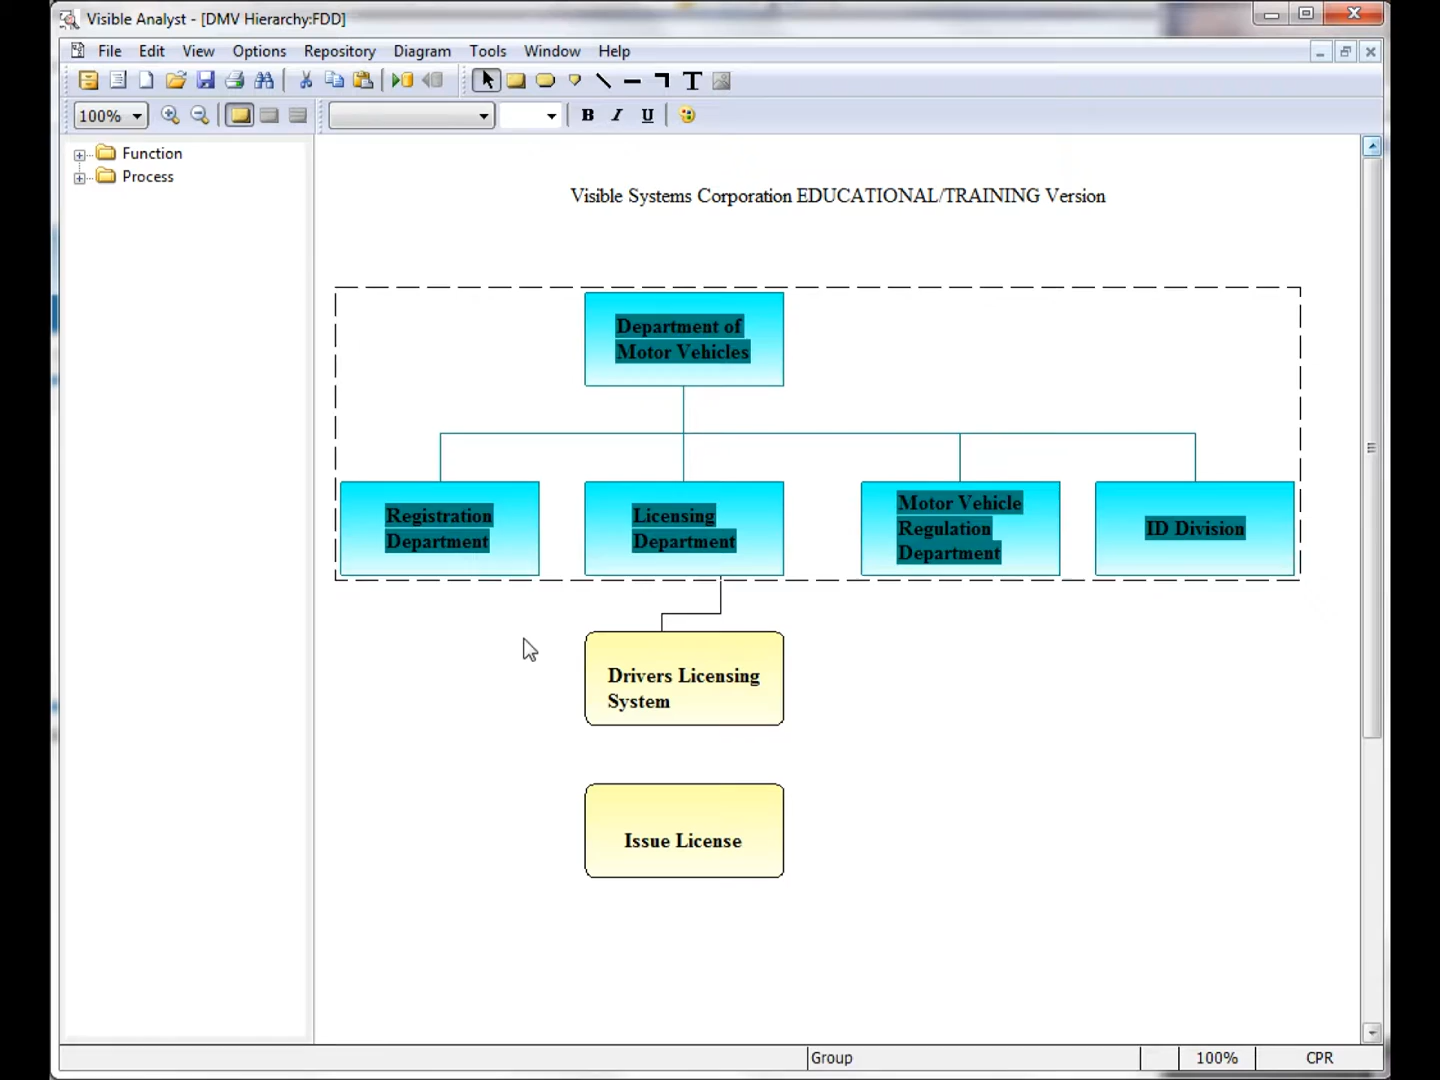 Visible Analyst - [DMV Hierarchy:FDD]
File Edit View Options Repository Diagram Tools Window Help
T
100% B I U
Function
Process
Visible Systems Corporation EDUCATIONAL/TRAINING Version
Department of
Motor Vehicles
Registration
Department
Licensing
Department
Motor Vehicle
Regulation
Department
ID Division
Drivers Licensing
System
Issue License
Group 100% CPR